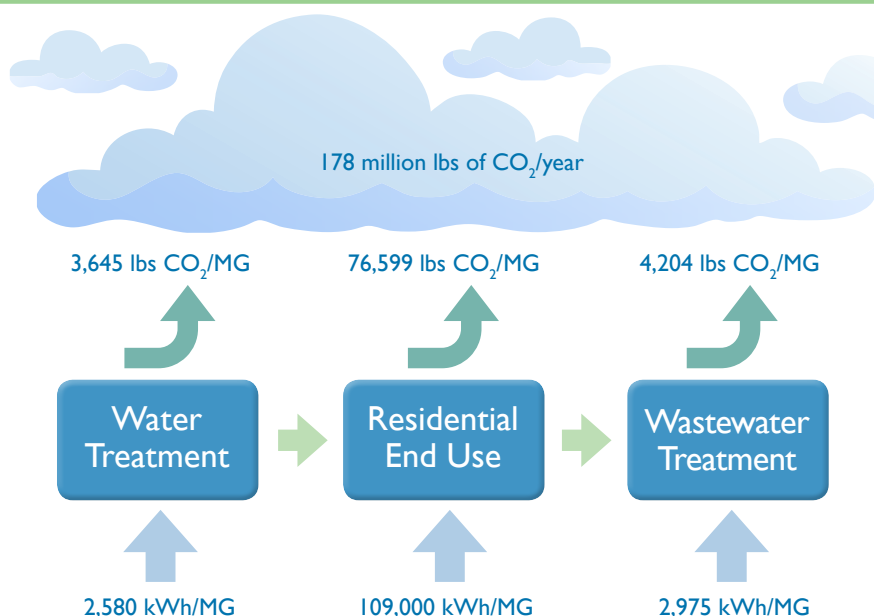 178 million lbs of CO₂/year
3,645 lbs CO₂/MG
76,599 lbs CO₂/MG
4,204 lbs CO₂/MG
Water
Treatment
Residential
End Use
Wastewater
Treatment
2,580 kWh/MG
109,000 kWh/MG
2,975 kWh/MG